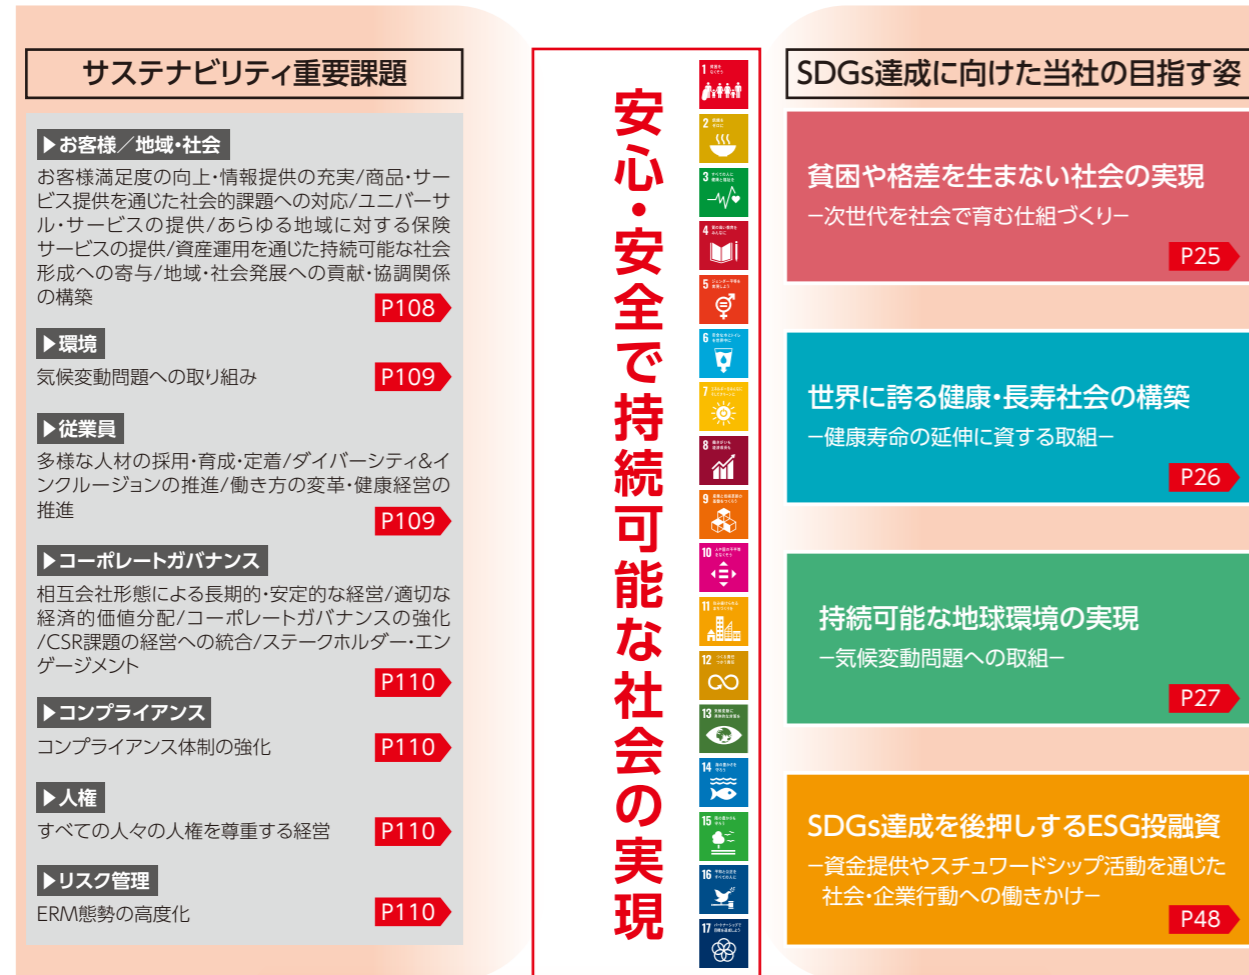 サステナビリティ重要課題
▶お客様／地域・社会
お客様満足度の向上・情報提供の充実/商品・サー
ビス提供を通じた社会的課題への対応/ユニバーサ
ル・サービスの提供/あらゆる地域に対する保険
サービスの提供/資産運用を通じた持続可能な社会
形成への寄与/地域・社会発展への貢献・協調関係
の構築
P108
▶環境
気候変動問題への取り組み
P109
▶従業員
多様な人材の採用・育成・定着/ダイバーシティ&イ
ンクルージョンの推進/働き方の変革・健康経営の
推進
P109
▶コーポレートガバナンス
相互会社形態による長期的・安定的な経営/適切な
経済的価値分配/コーポレートガバナンスの強化
/CSR課題の経営への統合/ステークホルダー・エン
ゲージメント
P110
▶コンプライアンス
コンプライアンス体制の強化
P110
▶人権
すべての人々の人権を尊重する経営
P110
▶リスク管理
ERM態勢の高度化
P110
安心・安全で持続可能な社会の実現
1
2
3
4
5
6
7
8
9
10
11
12
13
14
15
16
17
SDGs達成に向けた当社の目指す姿
貧困や格差を生まない社会の実現
−次世代を社会で育む仕組づくり−
P25
世界に誇る健康・長寿社会の構築
−健康寿命の延伸に資する取組−
P26
持続可能な地球環境の実現
−気候変動問題への取組−
P27
SDGs達成を後押しするESG投融資
−資金提供やスチュワードシップ活動を通じた
社会・企業行動への働きかけ−
P48